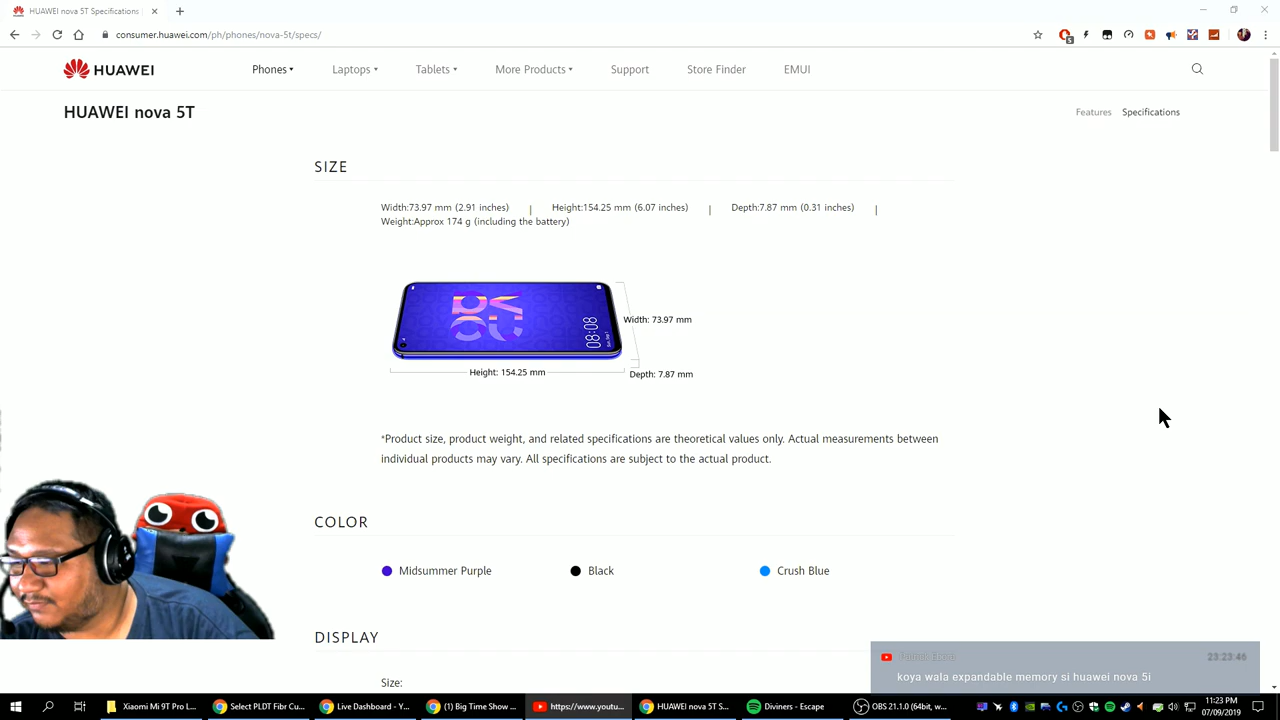 HUAWEI nova 5T Specifications |
consumer.huawei.com/ph/phones/nova-5t/specs/
5
HUAWEI
Phones
Laptops
Tablets
More Products
Support
Store Finder
EMUI
HUAWEI nova 5T
Features
Specifications
SIZE
Width:73.97 mm (2.91 inches) | Height:154.25 mm (6.07 inches) | Depth:7.87 mm (0.31 inches) |
Weight:Approx 174 g (including the battery)
08:08
Width: 73.97 mm
Height: 154.25 mm
Depth: 7.87 mm
*Product size, product weight, and related specifications are theoretical values only. Actual measurements between
individual products may vary. All specifications are subject to the actual product.
COLOR
Midsummer Purple
Black
Crush Blue
DISPLAY
Size:
23:23:46
koya wala expandable memory si huawei nova 5i
Xiaomi Mi 9T Pro L...
Select PLDT Fibr Cu...
Live Dashboard - Y...
(1) Big Time Show ...
https://www.youtu...
HUAWEI nova 5T S...
Diviners - Escape
OBS 21.1.0 (64bit, w...
11:23 PM
07/09/2019